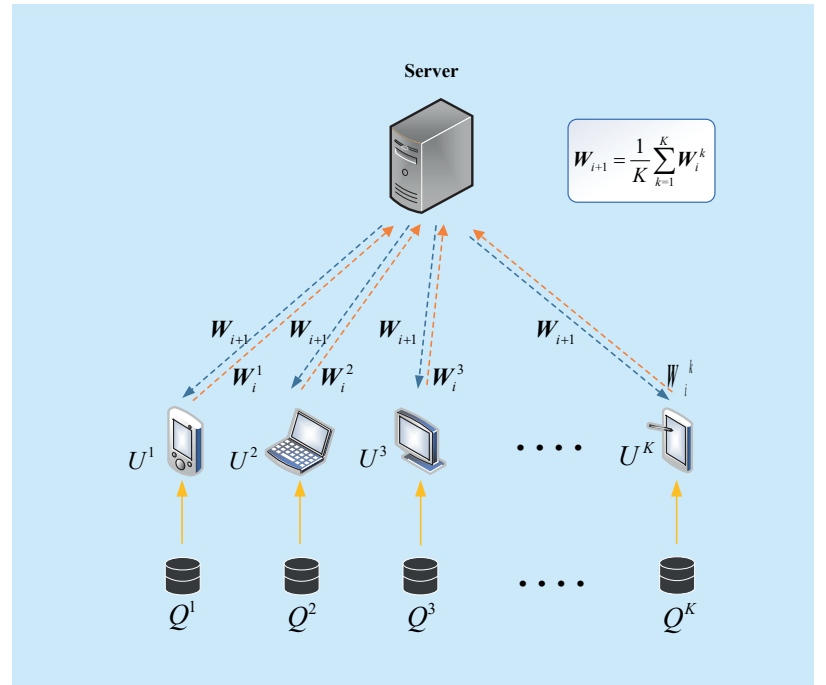 Server
W_{i+1} = \frac{1}{K} \sum_{k=1}^{K} W_i^k
W_{i+1} W_{i+1} W_{i+1} W_{i+1}
W_i^1 W_i^2 W_i^3 W_i^k
U^1 U^2 U^3 .... U^K
....
Q^1 Q^2 Q^3 Q^K